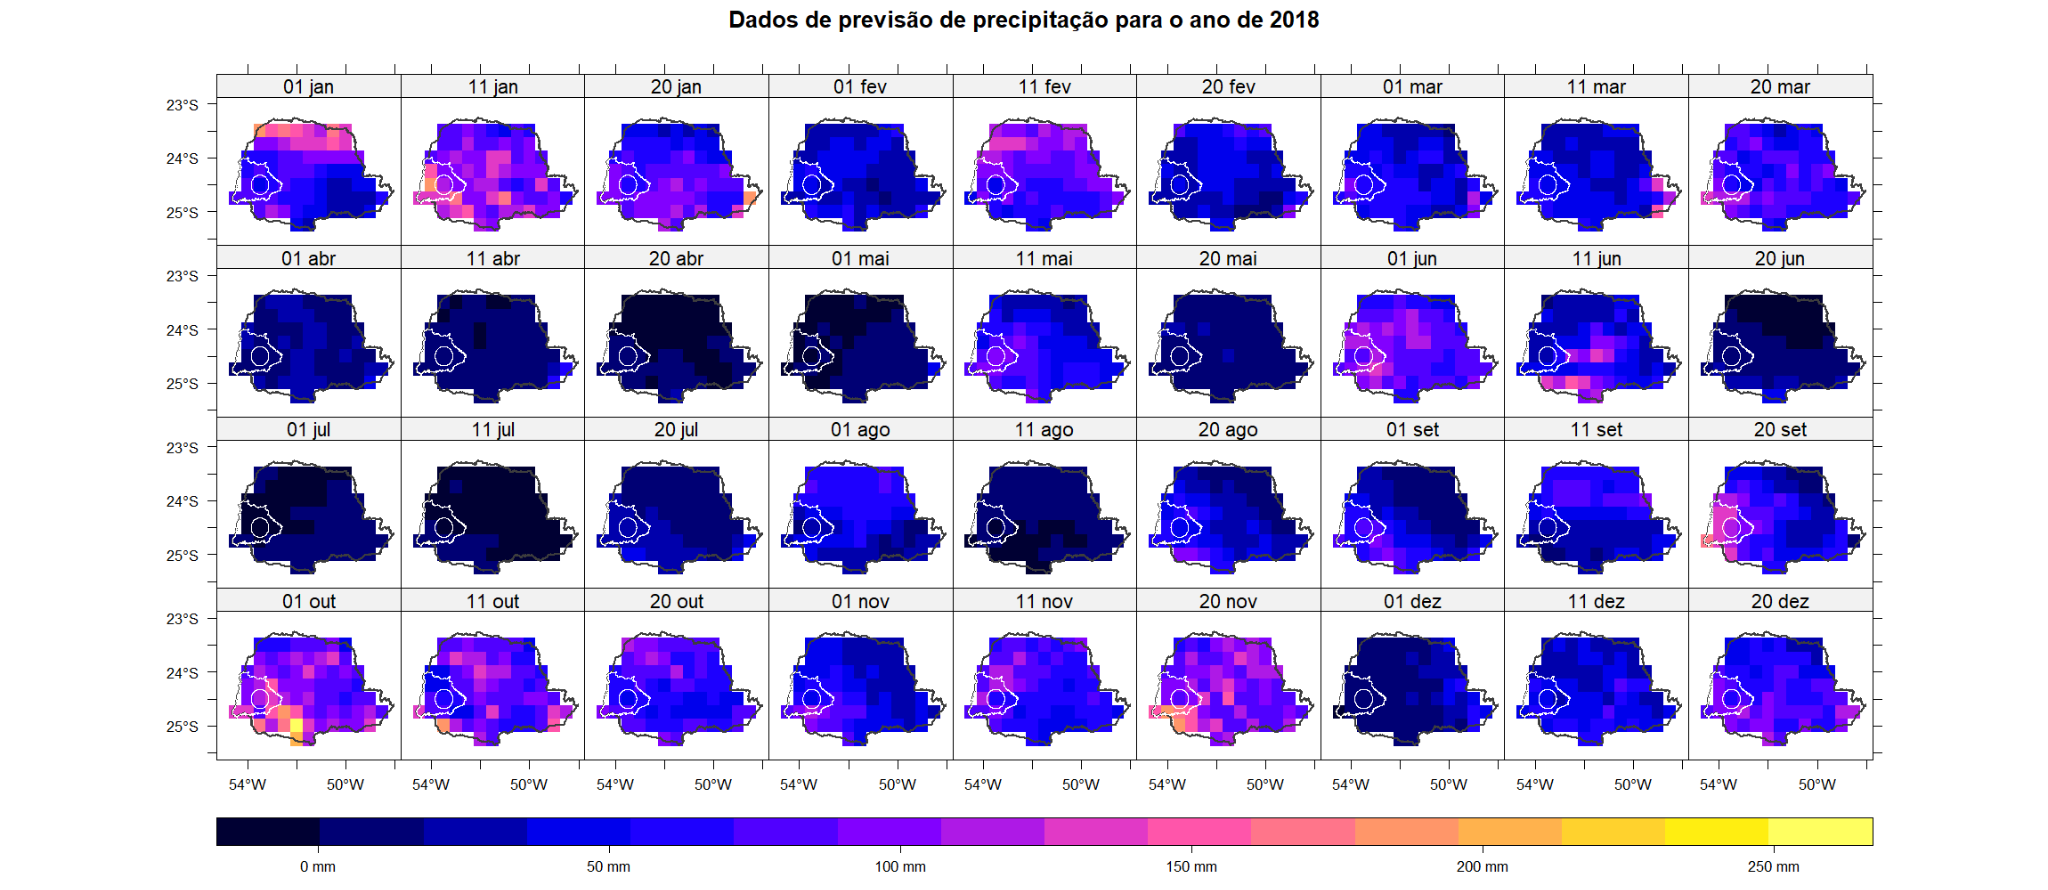 Dados de previsão de precipitação para o ano de 2018
01 jan 11 jan 20 jan 01 fev 11 fev 20 fev 01 mar 11 mar 20 mar
23°S
24°S
25°S
01 abr 11 abr 20 abr 01 mai 11 mai 20 mai 01 jun 11 jun 20 jun
23°S
24°S
25°S
01 jul 11 jul 20 jul 01 ago 11 ago 20 ago 01 set 11 set 20 set
23°S
24°S
25°S
01 out 11 out 20 out 01 nov 11 nov 20 nov 01 dez 11 dez 20 dez
23°S
24°S
25°S
54°W 50°W 54°W 50°W 54°W 50°W 54°W 50°W 54°W 50°W 54°W 50°W 54°W 50°W 54°W 50°W 54°W 50°W
0 mm 50 mm 100 mm 150 mm 200 mm 250 mm